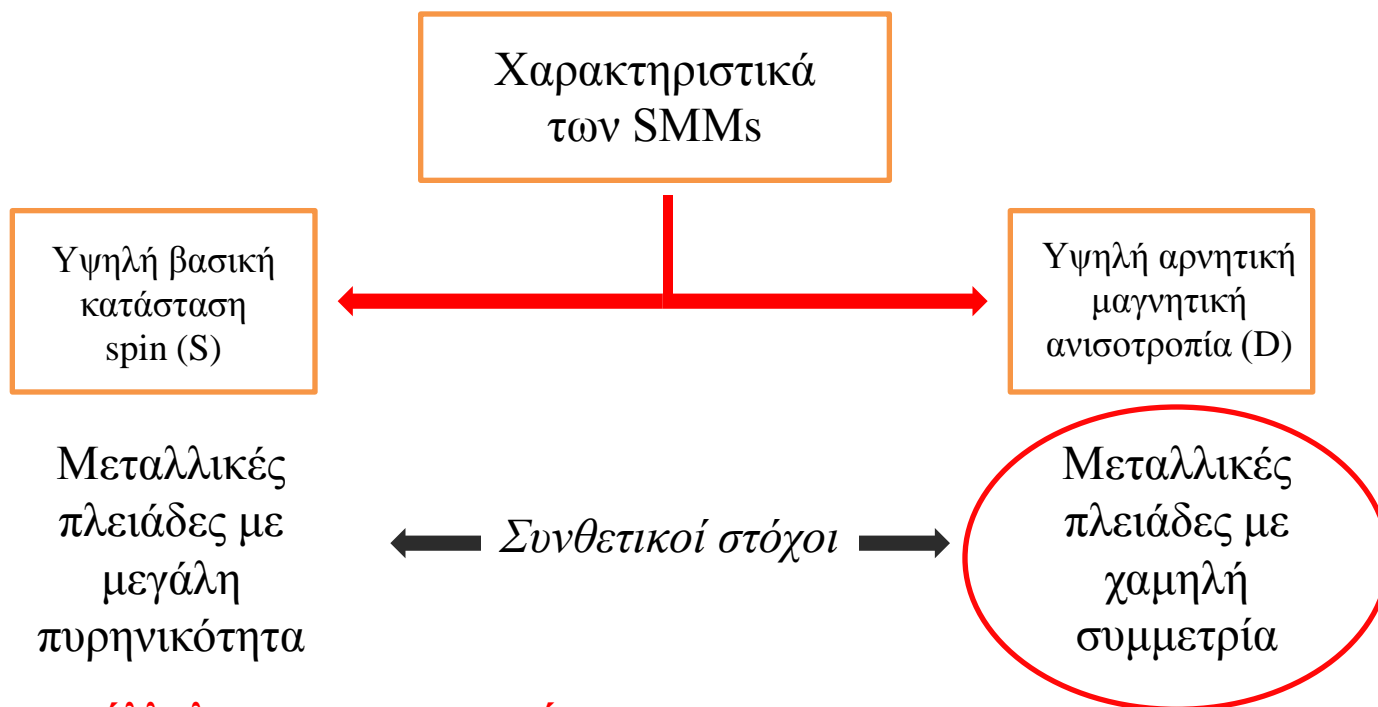 Χαρακτηριστικά
των SMMs
Υψηλή βασική
κατάσταση
spin (S)
Υψηλή αρνητική
μαγνητική
ανισοτροπία (D)
Μεταλλικές
πλειάδες με
μεγάλη
πυρηνικότητα
Συνθετικοί στόχοι
Μεταλλικές
πλειάδες με
χαμηλή
συμμετρία